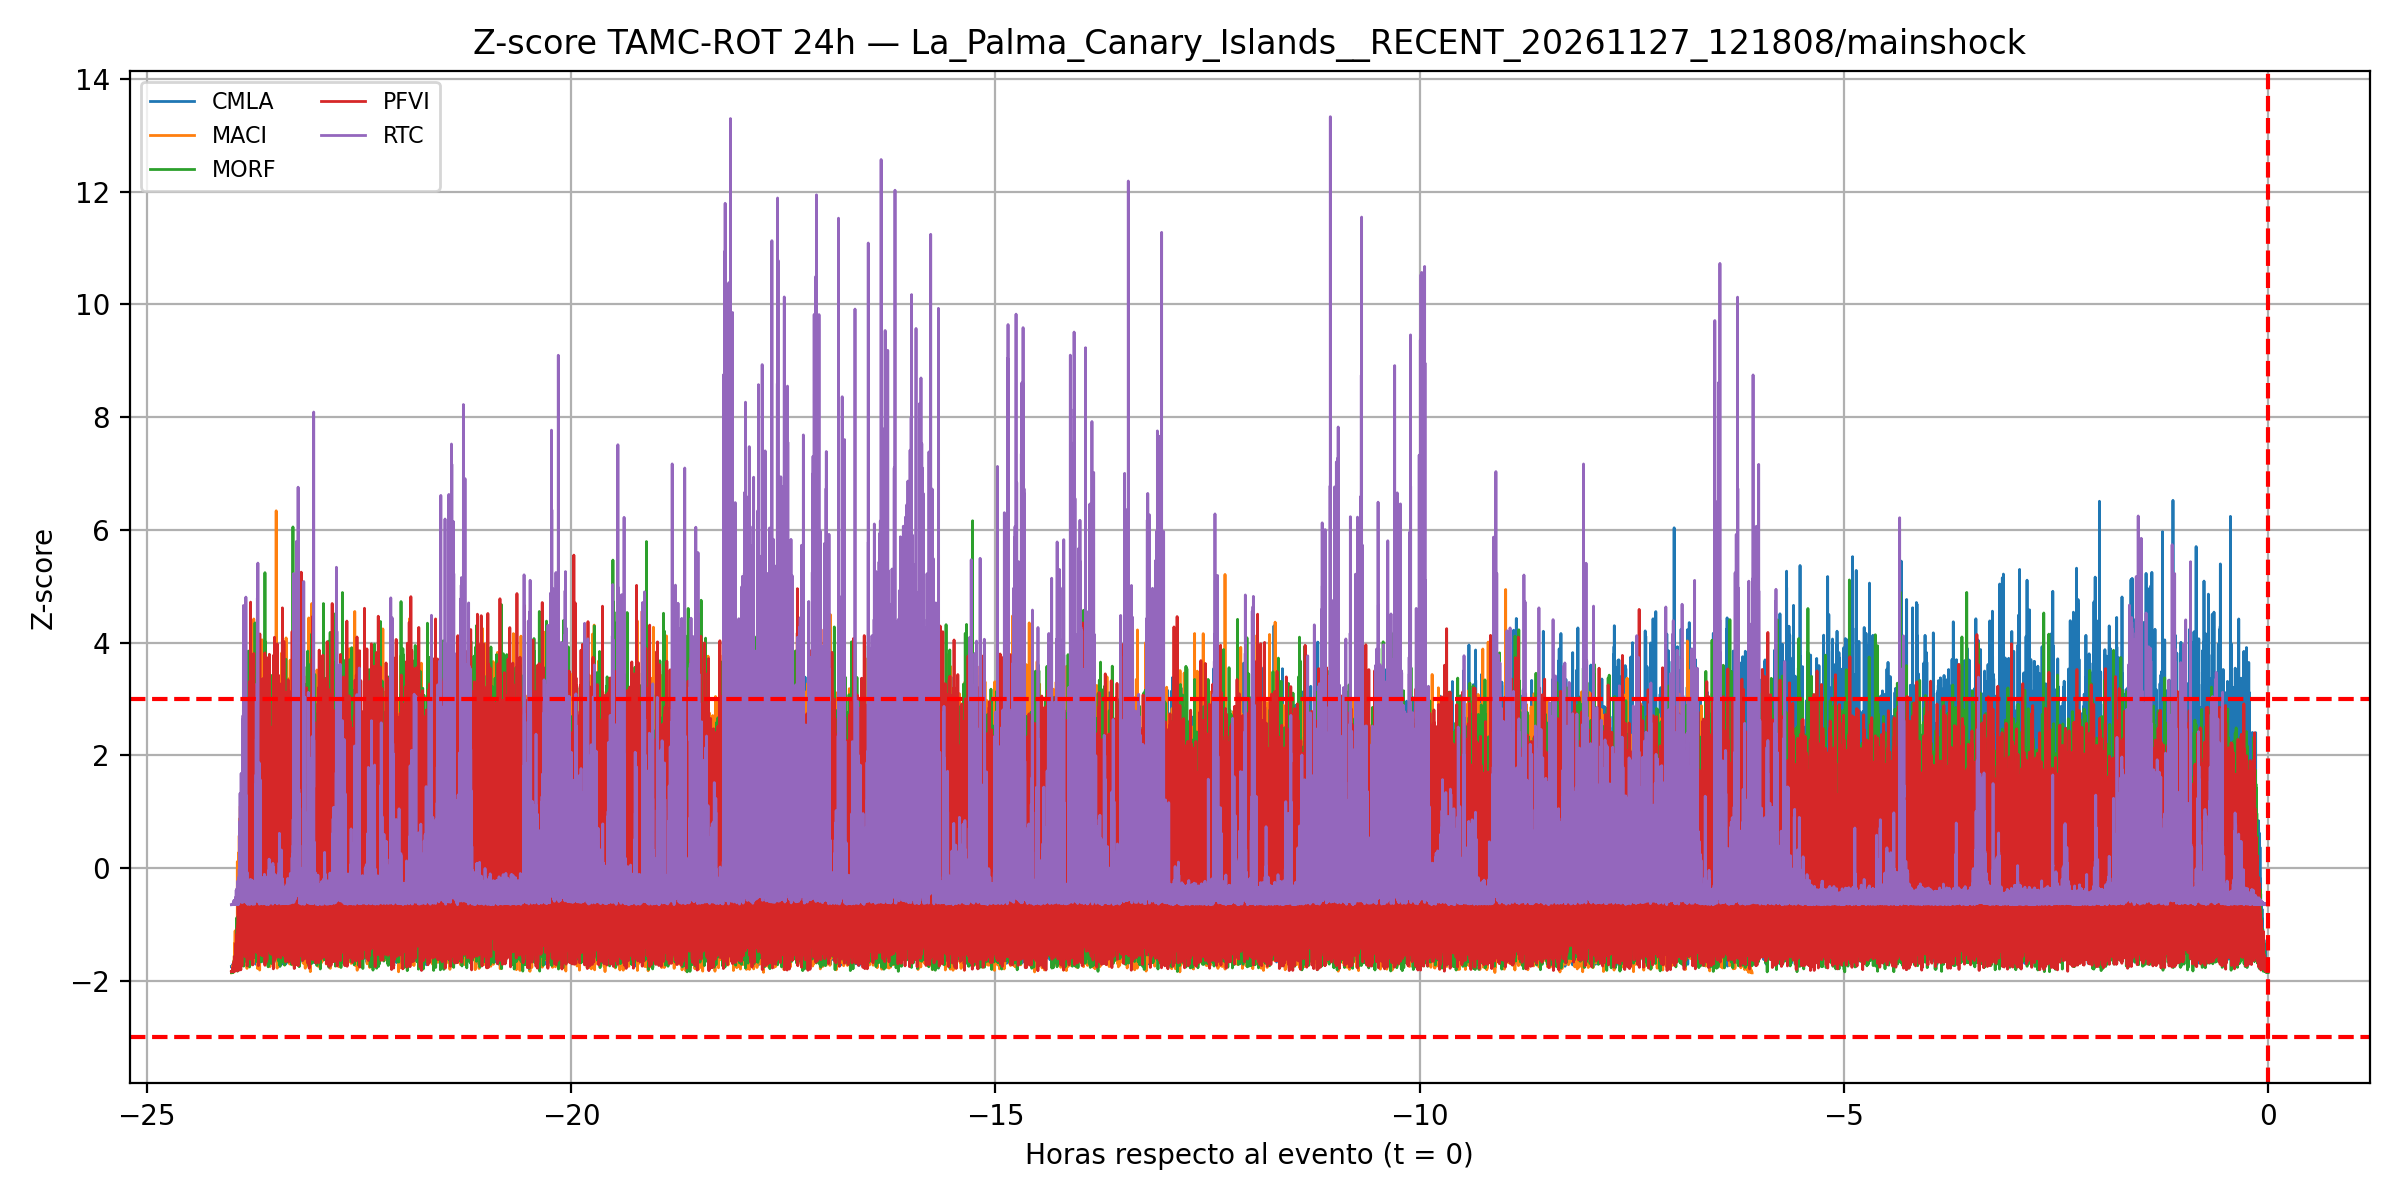 Z-score TAMC-ROT 24h — La_Palma_Canary_Islands__RECENT_20261127_121808/mainshock
CMLA
MACI
MORF
PFVI
RTC
Z-score
14
12
10
8
6
4
2
0
−2
−25
−20
−15
−10
−5
0
Horas respecto al evento (t = 0)